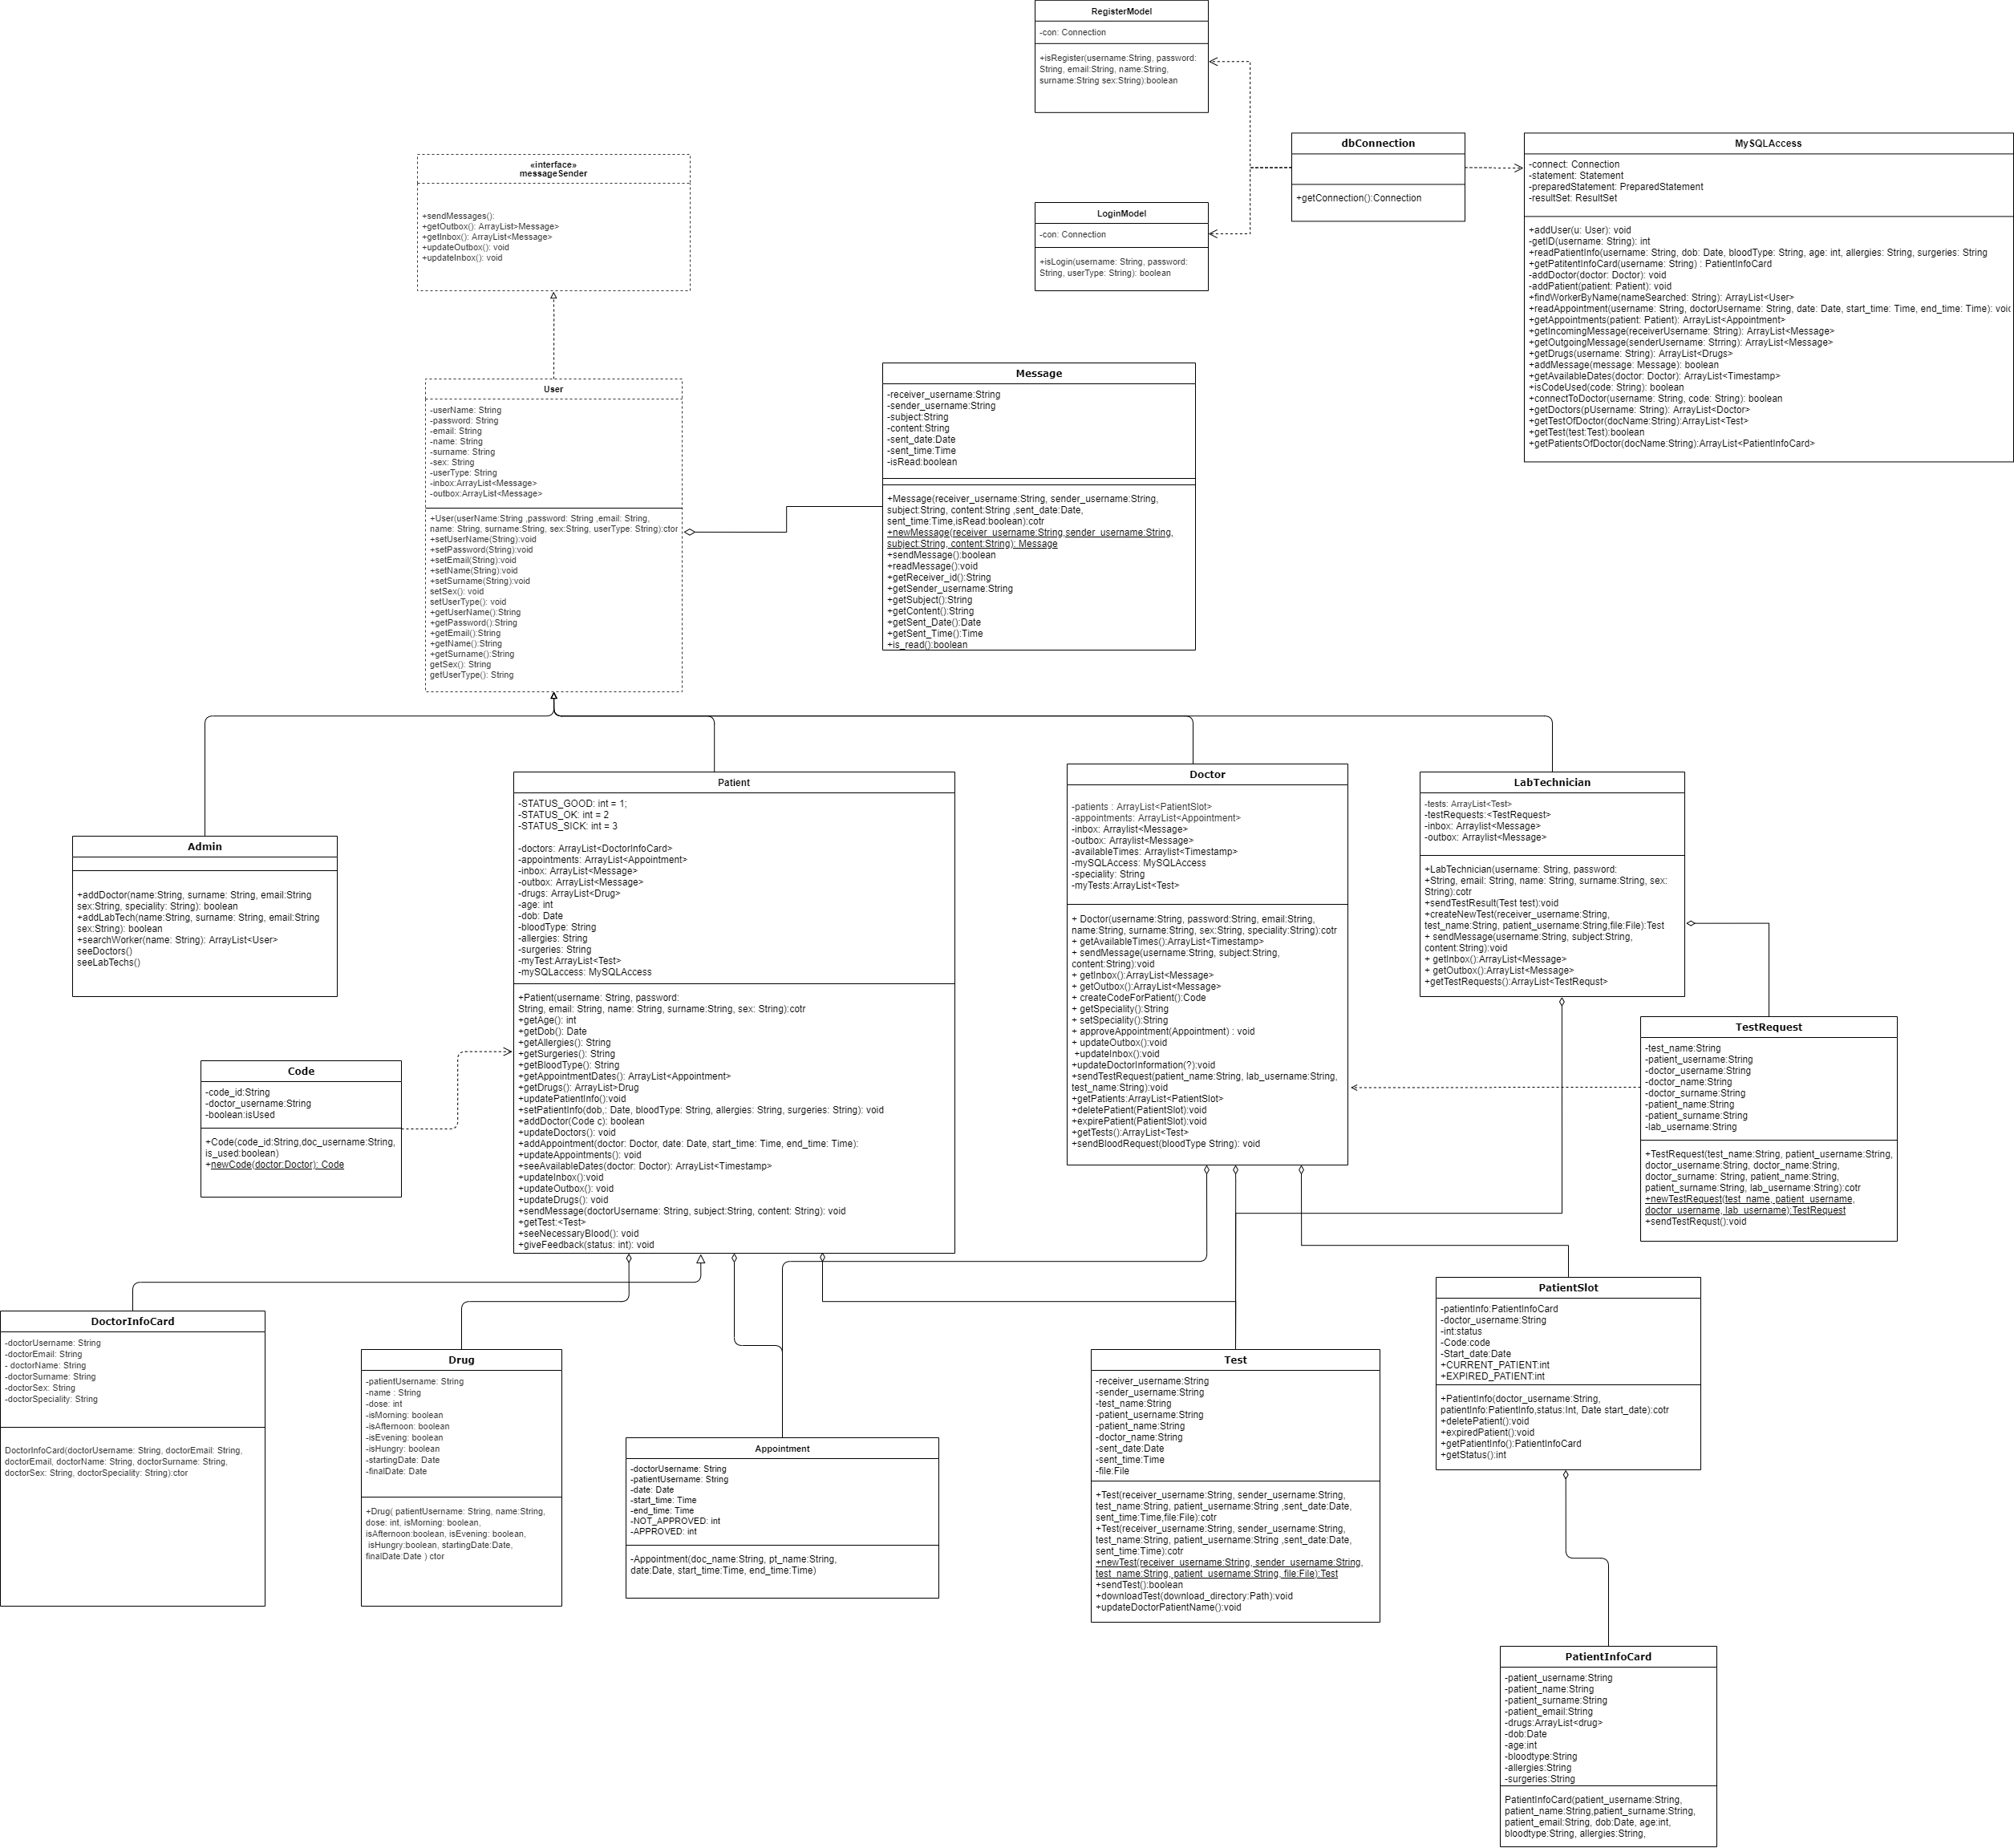 RegisterModel
-con: Connection
+isRegister(username:String, password:
String, email:String, name:String,
surname:String sex:String):boolean
dbConnection
+getConnection():Connection
MySQLAccess
-connect: Connection
-statement: Statement
-preparedStatement: PreparedStatement
-resultSet: ResultSet
+addUser(u: User): void
-getID(username: String): int
+readPatientInfo(username: String, dob: Date, bloodType: String, age: int, allergies: String, surgeries: String
+getPatitentInfoCard(username: String) : PatientInfoCard
-addDoctor(doctor: Doctor): void
-addPatient(patient: Patient): void
+findWorkerByName(nameSearched: String): ArrayList<User>
+readAppointment(username: String, doctorUsername: String, date: Date, start_time: Time, end_time: Time): voic
+getAppointments(patient: Patient): ArrayList<Appointment>
+getIncomingMessage(receiverUsername: String): ArrayList<Message>
+getOutgoingMessage(senderUsername: Strring): ArrayList<Message>
+getDrugs(username: String): ArrayList<Drugs>
+addMessage(message: Message): boolean
+getAvailableDates(doctor: Doctor): ArrayList<Timestamp>
+isCodeUsed(code: String): boolean
+connectToDoctor(username: String, code: String): boolean
+getDoctors(pUsername: String): ArrayList<Doctor>
+getTestOfDoctor(docName:String):ArrayList<Test>
+getTest(test:Test):boolean
+getPatientsOfDoctor(docName:String):ArrayList<PatientInfoCard>
LoginModel
-con: Connection
+isLogin(username: String, password:
String, userType: String): boolean
«interface»
messageSender
+sendMessages():
+getOutbox(): ArrayList>Message>
+getInbox(): ArrayList<Message>
+updateOutbox(): void
+updateInbox(): void
User
-userName: String
-password: String
-email: String
-name: String
-surname: String
-sex: String
-userType: String
-inbox:ArrayList<Message>
-outbox:ArrayList<Message>
+User(userName:String ,password: String ,email: String,
name: String, surname:String, sex:String, userType: String):ctor
+setUserName(String):void
+setPassword(String):void
+setEmail(String):void
+setName(String):void
+setSurname(String):void
setSex(): void
setUserType(): void
+getUserName():String
+getPassword():String
+getEmail():String
+getName():String
+getSurname():String
getSex(): String
getUserType(): String
Message
-receiver_username:String
-sender_username:String
-subject:String
-content:String
-sent_date:Date
-sent_time:Time
-isRead:boolean
+Message(receiver_username:String, sender_username:String,
subject:String, content:String ,sent_date:Date,
sent_time:Time,isRead:boolean):cotr
+newMessage(receiver_username:String,sender_username:String,
subject:String, content:String): Message
+sendMessage():boolean
+readMessage():void
+getReceiver_id():String
+getSender_username:String
+getSubject():String
+getContent():String
+getSent_Date():Date
+getSent_Time():Time
+is_read():boolean
Admin
+addDoctor(name:String, surname: String, email:String
sex:String, speciality: String): boolean
+addLabTech(name:String, surname: String, email:String
sex:String): boolean
+searchWorker(name: String): ArrayList<User>
seeDoctors()
seeLabTechs()
Patient
-STATUS_GOOD: int = 1;
-STATUS_OK: int = 2
-STATUS_SICK: int = 3
-doctors: ArrayList<DoctorInfoCard>
-appointments: ArrayList<Appointment>
-inbox: ArrayList<Message>
-outbox: ArrayList<Message>
-drugs: ArrayList<Drug>
-age: int
-dob: Date
-bloodType: String
-allergies: String
-surgeries: String
-myTest:ArrayList<Test>
-mySQLaccess: MySQLAccess
+Patient(username: String, password:
String, email: String, name: String, surname:String, sex: String):cotr
+getAge(): int
+getDob(): Date
+getAllergies(): String
+getSurgeries(): String
+getBloodType(): String
+getAppointmentDates(): ArrayList<Appointment>
+getDrugs(): ArrayList>Drug
+updatePatientInfo():void
+setPatientInfo(dob,: Date, bloodType: String, allergies: String, surgeries: String): void
+addDoctor(Code c): boolean
+updateDoctors(): void
+addAppointment(doctor: Doctor, date: Date, start_time: Time, end_time: Time):
+updateAppointments(): void
+seeAvailableDates(doctor: Doctor): ArrayList<Timestamp>
+updateInbox():void
+updateOutbox(): void
+updateDrugs(): void
+sendMessage(doctorUsername: String, subject:String, content: String): void
+getTest:<Test>
+seeNecessaryBlood(): void
+giveFeedback(status: int): void
Doctor
-patients : ArrayList<PatientSlot>
-appointments: ArrayList<Appointment>
-inbox: Arraylist<Message>
-outbox: Arraylist<Message>
-availableTimes: Arraylist<Timestamp>
-mySQLAccess: MySQLAccess
-speciality: String
-myTests:ArrayList<Test>
+ Doctor(username:String, password:String, email:String,
name:String, surname:String, sex:String, speciality:String):cotr
+ getAvailableTimes():ArrayList<Timestamp>
+ sendMessage(username:String, subject:String,
content:String):void
+ getInbox():ArrayList<Message>
+ getOutbox():ArrayList<Message>
+ createCodeForPatient():Code
+ getSpeciality():String
+ setSpeciality():String
+ approveAppointment(Appointment) : void
+ updateOutbox():void
+updateInbox():void
+updateDoctorInformation(?):void
+sendTestRequest(patient_name:String, lab_username:String,
test_name:String):void
+getPatients:ArrayList<PatientSlot>
+deletePatient(PatientSlot):void
+expirePatient(PatientSlot):void
+getTests():ArrayList<Test>
+sendBloodRequest(bloodType String): void
LabTechnician
-tests: ArrayList<Test>
-testRequests:<TestRequest>
-inbox: Arraylist<Message>
-outbox: Arraylist<Message>
+LabTechnician(username: String, password:
+String, email: String, name: String, surname:String, sex:
String):cotr
+sendTestResult(Test test):void
+createNewTest(receiver_username:String,
test_name:String, patient_username:String,file:File):Test
+ sendMessage(username:String, subject:String,
content:String):void
+ getInbox():ArrayList<Message>
+ getOutbox():ArrayList<Message>
+getTestRequests():ArrayList<TestRequst>
TestRequest
-test_name:String
-patient_username:String
-doctor_username:String
-doctor_name:String
-doctor_surname:String
-patient_name:String
-patient_surname:String
-lab_username:String
+TestRequest(test_name:String, patient_username:String,
doctor_username:String, doctor_name:String,
doctor_surname: String, patient_name:String,
patient_surname:String, lab_username:String):cotr
+newTestRequest(test_name, patient_username,
doctor_username, lab_username):TestRequest
+sendTestRequst():void
Code
-code_id:String
-doctor_username:String
-boolean:isUsed
+Code(code_id:String,doc_username:String,
is_used:boolean)
+newCode(doctor:Doctor): Code
DoctorInfoCard
-doctorUsername: String
-doctorEmail: String
- doctorName: String
-doctorSurname: String
-doctorSex: String
-doctorSpeciality: String
DoctorInfoCard(doctorUsername: String, doctorEmail: String,
doctorEmail, doctorName: String, doctorSurname: String,
doctorSex: String, doctorSpeciality: String):ctor
Drug
-patientUsername: String
-name : String
-dose: int
-isMorning: boolean
-isAfternoon: boolean
-isEvening: boolean
-isHungry: boolean
-startingDate: Date
-finalDate: Date
+Drug( patientUsername: String, name:String,
dose: int, isMorning: boolean,
isAfternoon:boolean, isEvening: boolean,
isHungry:boolean, startingDate:Date,
finalDate:Date ) ctor
Appointment
-doctorUsername: String
-patientUsername: String
-date: Date
-start_time: Time
-end_time: Time
-NOT_APPROVED: int
-APPROVED: int
-Appointment(doc_name:String, pt_name:String,
date:Date, start_time:Time, end_time:Time)
Test
-receiver_username:String
-sender_username:String
-test_name:String
-patient_username:String
-patient_name:String
-doctor_name:String
-sent_date:Date
-sent_time:Time
-file:File
+Test(receiver_username:String, sender_username:String,
test_name:String, patient_username:String ,sent_date:Date,
sent_time:Time,file:File):cotr
+Test(receiver_username:String, sender_username:String,
test_name:String, patient_username:String ,sent_date:Date,
sent_time:Time):cotr
+newTest(receiver_username:String, sender_username:String,
test_name:String, patient_username:String, file:File):Test
+sendTest():boolean
+downloadTest(download_directory:Path):void
+updateDoctorPatientName():void
PatientSlot
-patientInfo:PatientInfoCard
-doctor_username:String
-int:status
-Code:code
-Start_date:Date
+CURRENT_PATIENT:int
+EXPIRED_PATIENT:int
+PatientInfo(doctor_username:String,
patientInfo:PatientInfo,status:Int, Date start_date):cotr
+deletePatient():void
+expiredPatient():void
+getPatientInfo():PatientInfoCard
+getStatus():int
PatientInfoCard
-patient_username:String
-patient_name:String
-patient_surname:String
-patient_email:String
-drugs:ArrayList<drug>
-dob:Date
-age:int
-bloodtype:String
-allergies:String
-surgeries:String
PatientInfoCard(patient_username:String,
patient_name:String,patient_surname:String,
patient_email:String, dob:Date, age:int,
bloodtype:String, allergies:String,